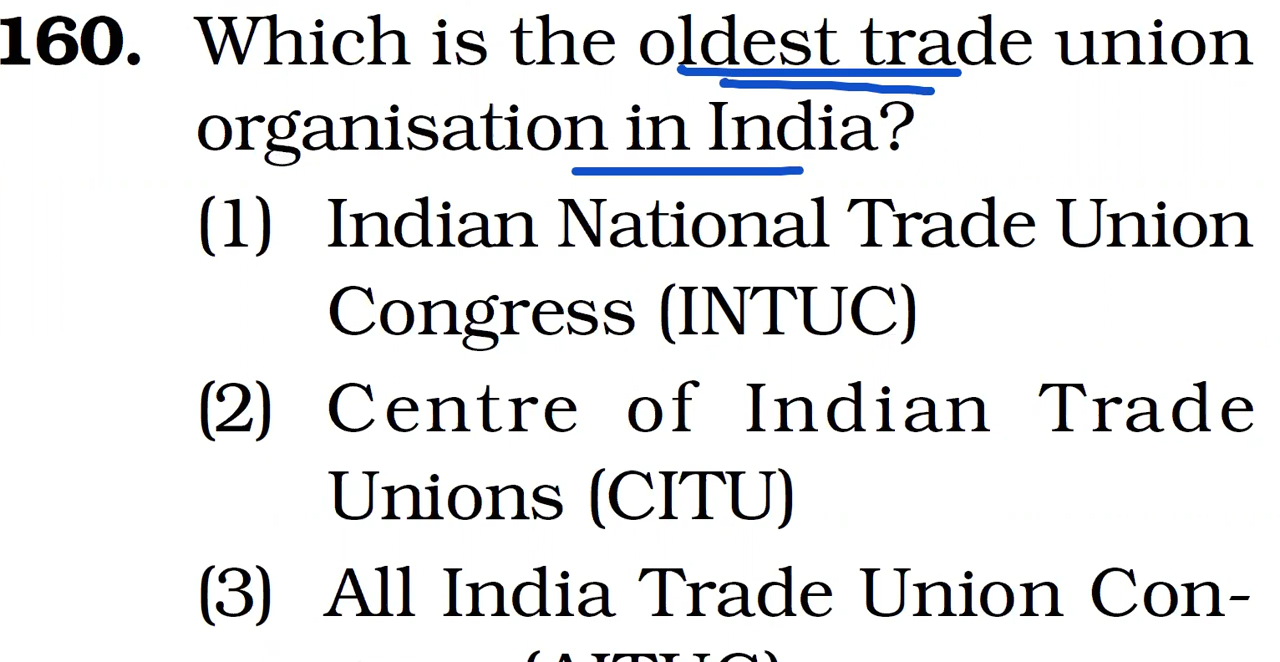 160. Which is the oldest trade union
organisation in India?
(1) Indian National Trade Union
Congress (INTUC)
(2) Centre of Indian Trade
Unions (CITU)
(3) All India Trade Union Con-
(AITUC)